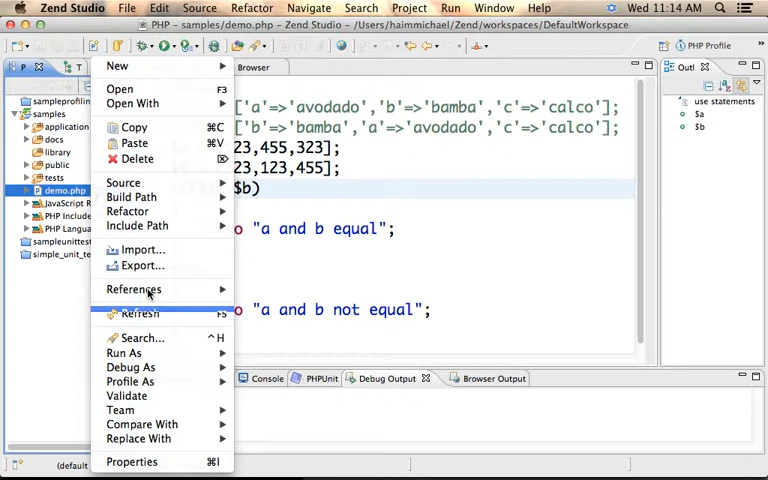 Zend Studio File Edit Source Refactor Navigate Search Project Run Window Help Wed 11:14 AM
PHP - samples/demo.php - Zend Studio - /Users/haimmichael/Zend/workspaces/DefaultWorkspace
PHP Profile
P T Browser Outl
sampleprofilin
samples
application
docs
library
public
tests
demo.php
JavaScript R
PHP Include
PHP Langua
sampleunittest
simple_unit_te
New
Open F3
Open With
Copy ⌘C
Paste ⌘V
Delete
Source
Build Path
Refactor
Include Path
Import...
Export...
References
Refresh F5
Search... ^H
Run As
Debug As
Profile As
Validate
Team
Compare With
Replace With
Properties ⌘I
['a'=>'avodado','b'=>'bamba','c'=>'calco'];
['b'=>'bamba','a'=>'avodado','c'=>'calco'];
23,455,323];
23,123,455];
$b)
o "a and b equal";
o "a and b not equal";
use statements
$a
$b
Console PHPUnit Debug Output Browser Output
(default